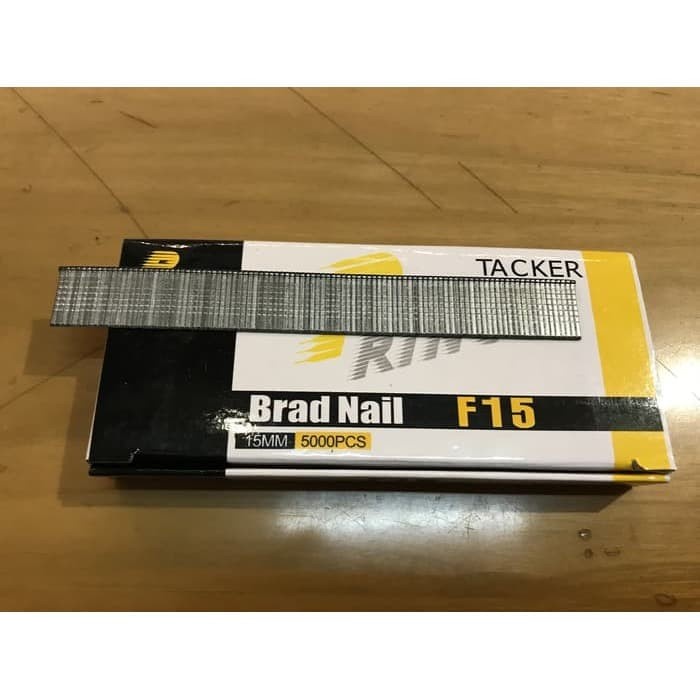 TACKER
Brad Nail F15
15MM 5000PCS